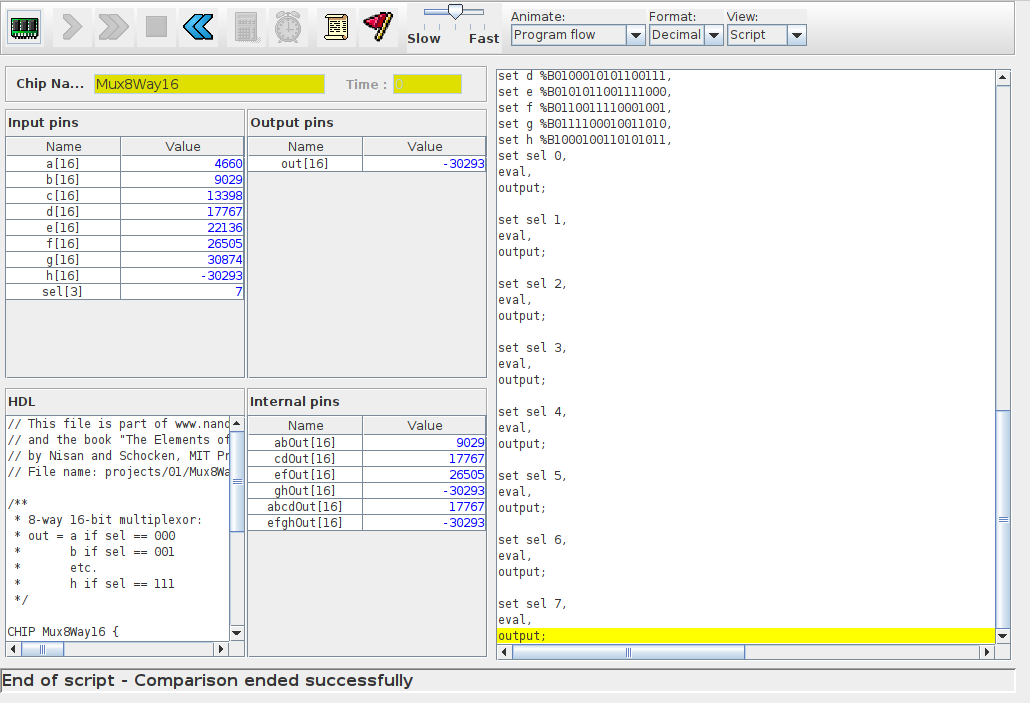 Slow Fast
Animate:
Program flow
Format:
Decimal
View:
Script
Chip Na...
Mux8Way16
Time :
0
Input pins
Name Value
a[16] 4660
b[16] 9029
c[16] 13398
d[16] 17767
e[16] 22136
f[16] 26505
g[16] 30874
h[16] -30293
sel[3] 7
Output pins
Name Value
out[16] -30293
HDL
// This file is part of www.nand
// and the book "The Elements of
// by Nisan and Schocken, MIT Pr
// File name: projects/01/Mux8Wa
/**
* 8-way 16-bit multiplexor:
* out = a if sel == 000
* b if sel == 001
* etc.
* h if sel == 111
*/
CHIP Mux8Way16 {
Internal pins
Name Value
abOut[16] 9029
cdOut[16] 17767
efOut[16] 26505
ghOut[16] -30293
abcdOut[16] 17767
efghOut[16] -30293
set d %B0100010101100111,
set e %B0101011001111000,
set f %B0110011110001001,
set g %B0111100010011010,
set h %B1000100110101011,
set sel 0,
eval,
output;
set sel 1,
eval,
output;
set sel 2,
eval,
output;
set sel 3,
eval,
output;
set sel 4,
eval,
output;
set sel 5,
eval,
output;
set sel 6,
eval,
output;
set sel 7,
eval,
output;
End of script - Comparison ended successfully